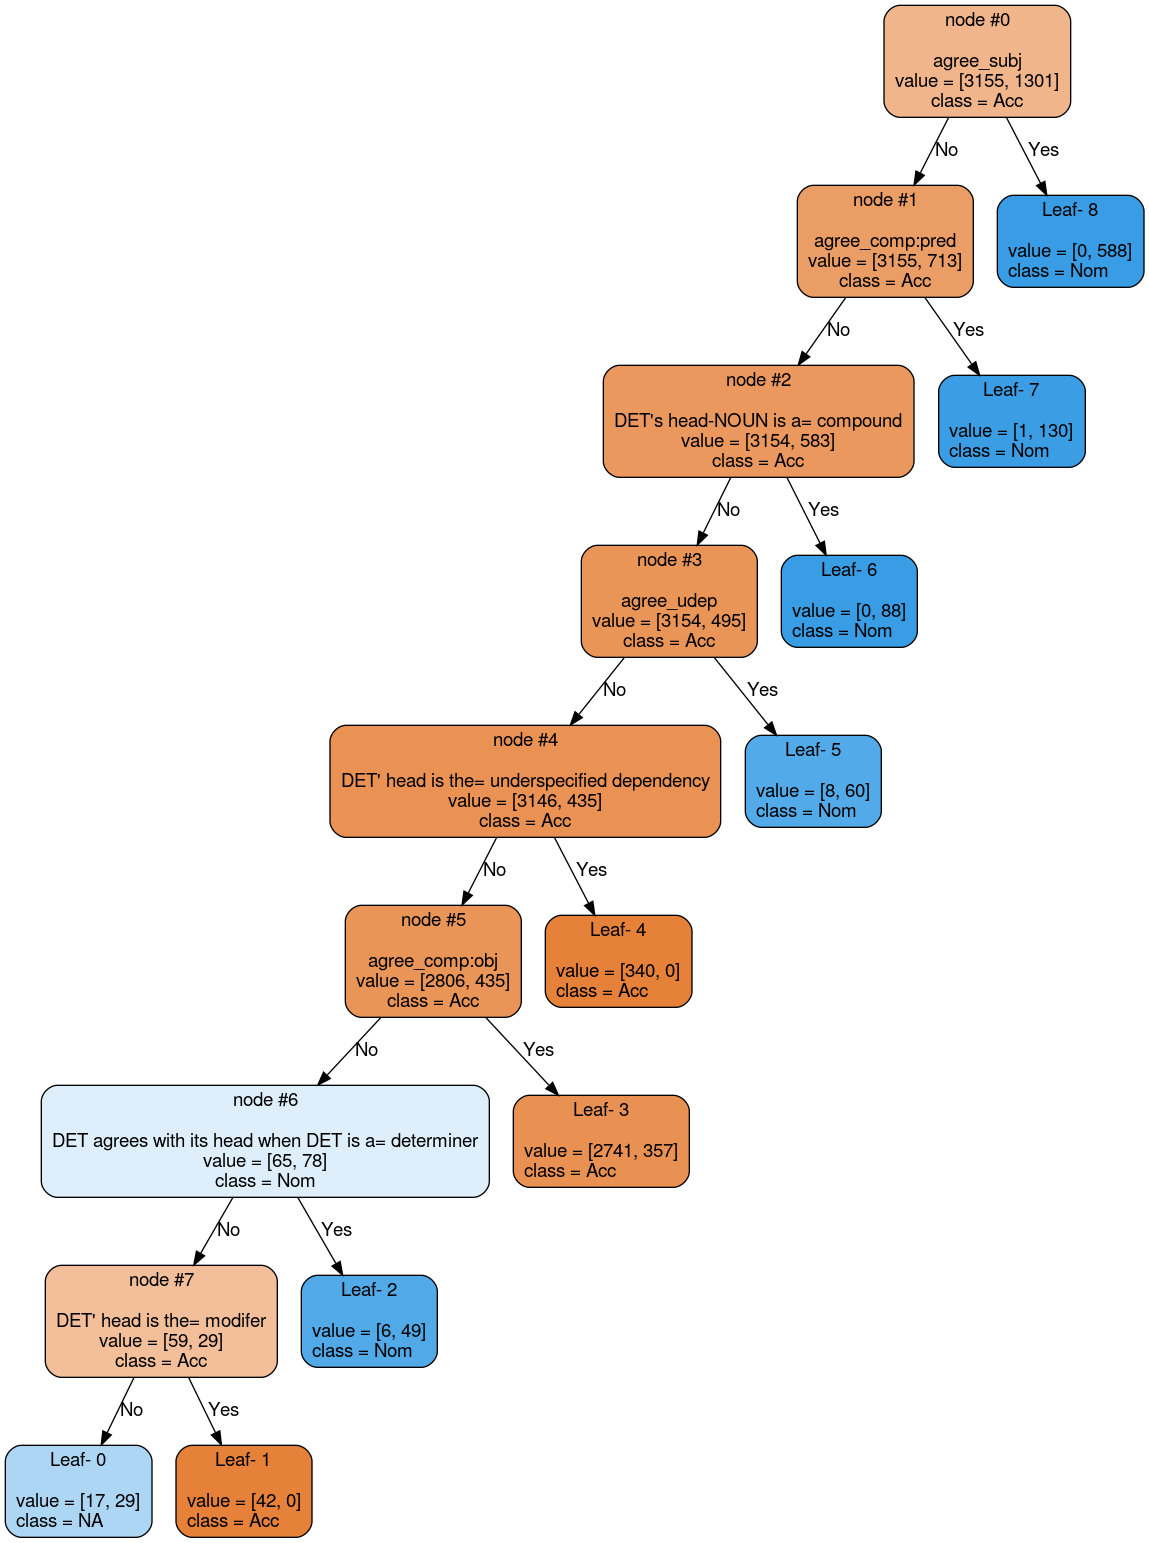 node #0
agree_subj
value = [3155, 1301]
class = Acc
No
Yes
node #1
agree_comp:pred
value = [3155, 713]
class = Acc
Leaf- 8
value = [0, 588]
class = Nom
No
Yes
node #2
DET's head-NOUN is a= compound
value = [3154, 583]
class = Acc
Leaf- 7
value = [1, 130]
class = Nom
No
Yes
node #3
agree_udep
value = [3154, 495]
class = Acc
Leaf- 6
value = [0, 88]
class = Nom
No
Yes
node #4
DET' head is the= underspecified dependency
value = [3146, 435]
class = Acc
Leaf- 5
value = [8, 60]
class = Nom
No
Yes
node #5
agree_comp:obj
value = [2806, 435]
class = Acc
Leaf- 4
value = [340, 0]
class = Acc
No
Yes
node #6
DET agrees with its head when DET is a= determiner
value = [65, 78]
class = Nom
Leaf- 3
value = [2741, 357]
class = Acc
No
Yes
node #7
DET' head is the= modifer
value = [59, 29]
class = Acc
Leaf- 2
value = [6, 49]
class = Nom
No
Yes
Leaf- 0
value = [17, 29]
class = NA
Leaf- 1
value = [42, 0]
class = Acc